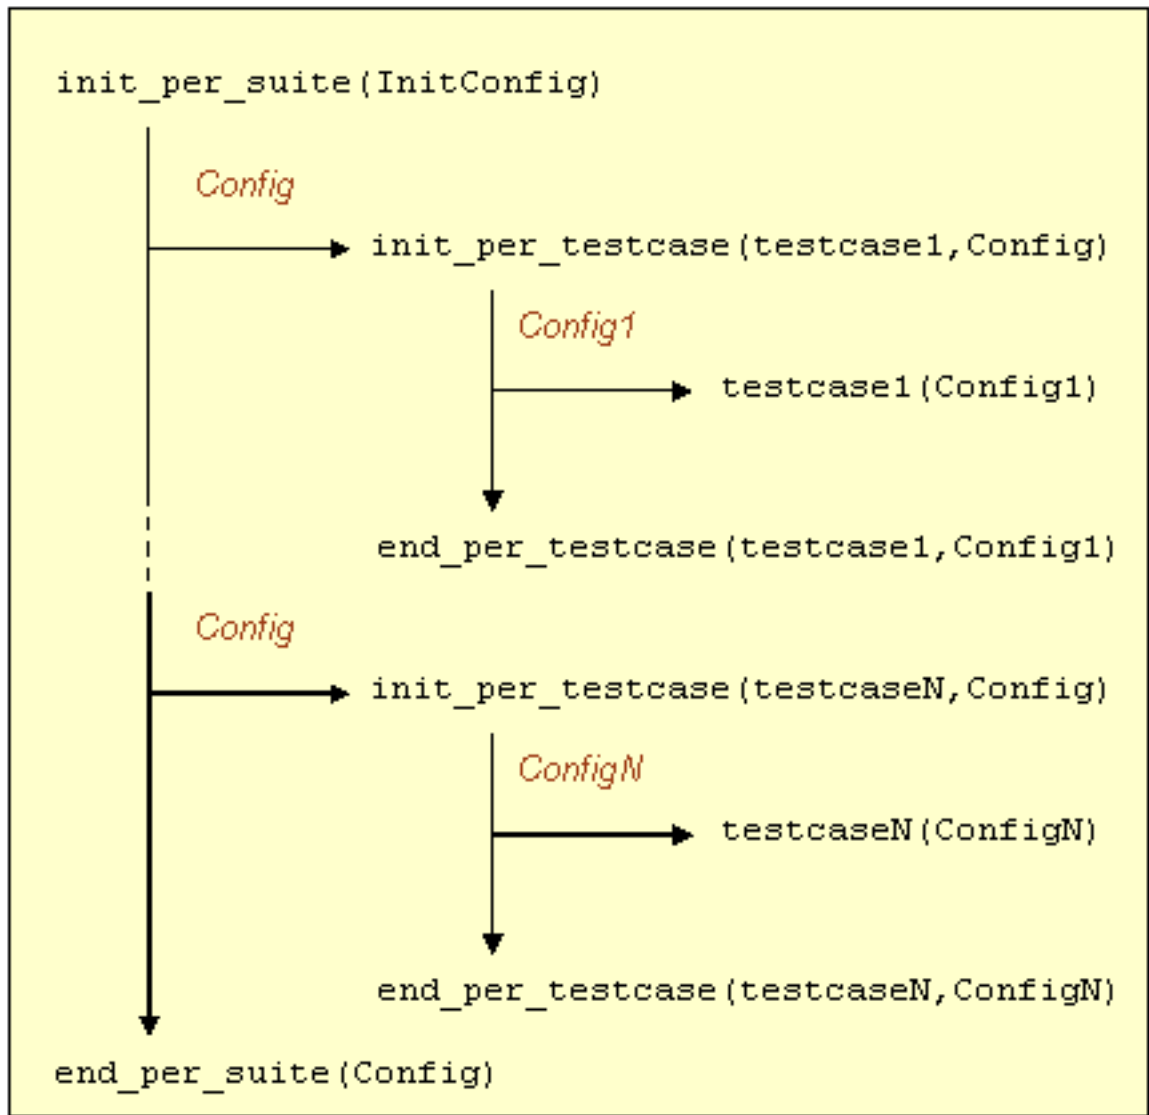 init_per_suite(InitConfig)
Config
init_per_testcase(testcase1,Config)
Config1
testcase1(Config1)
end_per_testcase(testcase1,Config1)
Config
init_per_testcase(testcaseN,Config)
ConfigN
testcaseN(ConfigN)
end_per_testcase(testcaseN,ConfigN)
end_per_suite(Config)